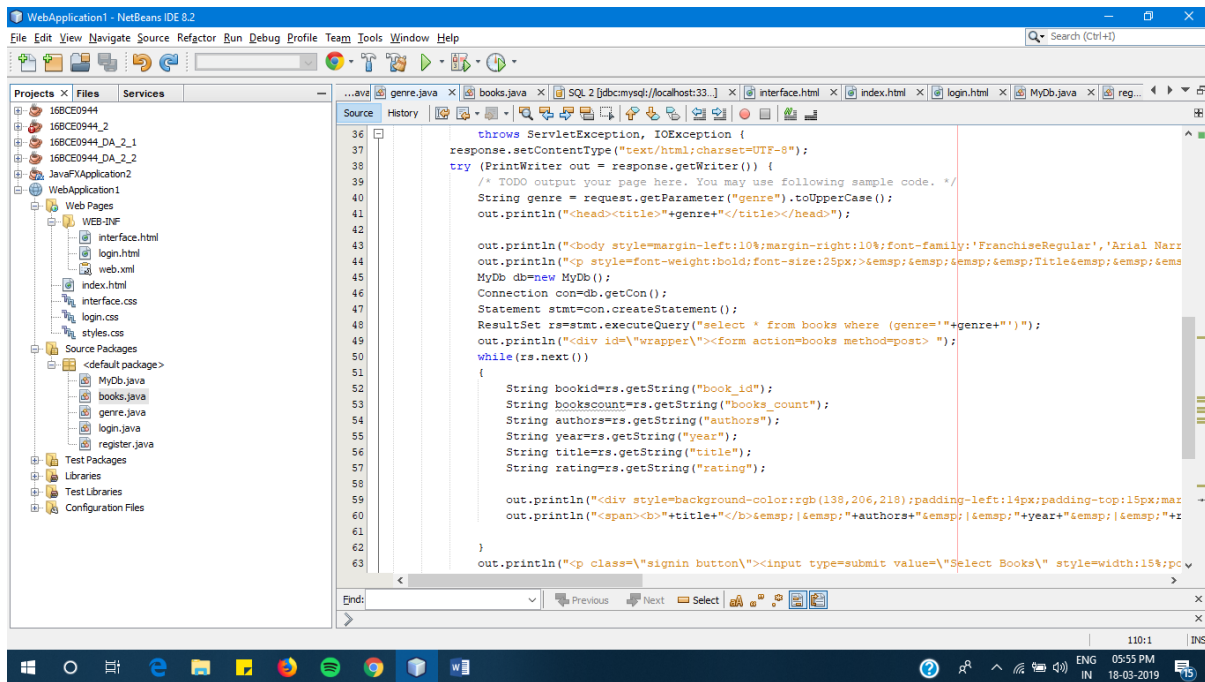 WebApplication1 - NetBeans IDE 8.2
File Edit View Navigate Source Refactor Run Debug Profile Team Tools Window Help
Search (Ctrl+I)
Projects Files Services
...ava genre.java books.java SQL 2 [jdbc:mysql://localhost:33...] interface.html index.html login.html MyDb.java reg...
Source History
16BCE0944
16BCE0944_2
16BCE0944_DA_2_1
16BCE0944_DA_2_2
JavaFXApplication2
WebApplication1
Web Pages
WEB-INF
interface.html
login.html
web.xml
index.html
interface.css
login.css
styles.css
Source Packages
<default package>
MyDb.java
books.java
genre.java
login.java
register.java
Test Packages
Libraries
Test Libraries
Configuration Files
36 throws ServletException, IOException {
37 response.setContentType("text/html;charset=UTF-8");
38 try (PrintWriter out = response.getWriter()) {
39 /* TODO output your page here. You may use following sample code. */
40 String genre = request.getParameter("genre").toUpperCase();
41 out.println("<head><title>"+genre+"</title></head>");
42
43 out.println("<body style=margin-left:10%;margin-right:10%;font-family:'FranchiseRegular','Arial Narr
44 out.println("<p style=font-weight:bold;font-size:25px;>&emsp;&emsp;&emsp;&emsp;Title&emsp;&emsp;&ems
45 MyDb db=new MyDb();
46 Connection con=db.getCon();
47 Statement stmt=con.createStatement();
48 ResultSet rs=stmt.executeQuery("select * from books where (genre='"+genre+"')");
49 out.println("<div id=\"wrapper\"><form action=books method=post> ");
50 while(rs.next())
51 {
52 String bookid=rs.getString("book_id");
53 String bookscount=rs.getString("books_count");
54 String authors=rs.getString("authors");
55 String year=rs.getString("year");
56 String title=rs.getString("title");
57 String rating=rs.getString("rating");
58
59 out.println("<div style=background-color:rgb(138,206,218);padding-left:14px;padding-top:15px;mar
60 out.println("<span><b>"+title+"</b>&emsp;|&emsp;"+authors+"&emsp;|&emsp;"+year+"&emsp;|&emsp;"+r
61
62 }
63 out.println("<p class=\"signin button\"><input type=submit value=\"Select Books\" style=width:15%;po
Find: Previous Next Select
110:1 INS
ENG 05:55 PM
IN 18-03-2019
15